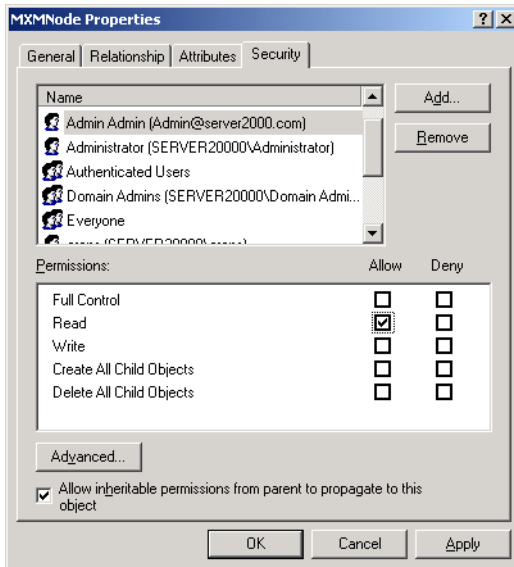 MXMNode Properties
General Relationship Attributes Security
Name
Admin Admin (Admin@server2000.com)
Administrator (SERVER20000\Administrator)
Authenticated Users
Domain Admins (SERVER20000\Domain Admi...
Everyone
Add...
Remove
Permissions: Allow Deny
Full Control
Read
Write
Create All Child Objects
Delete All Child Objects
Advanced...
Allow inheritable permissions from parent to propagate to this
object
OK Cancel Apply